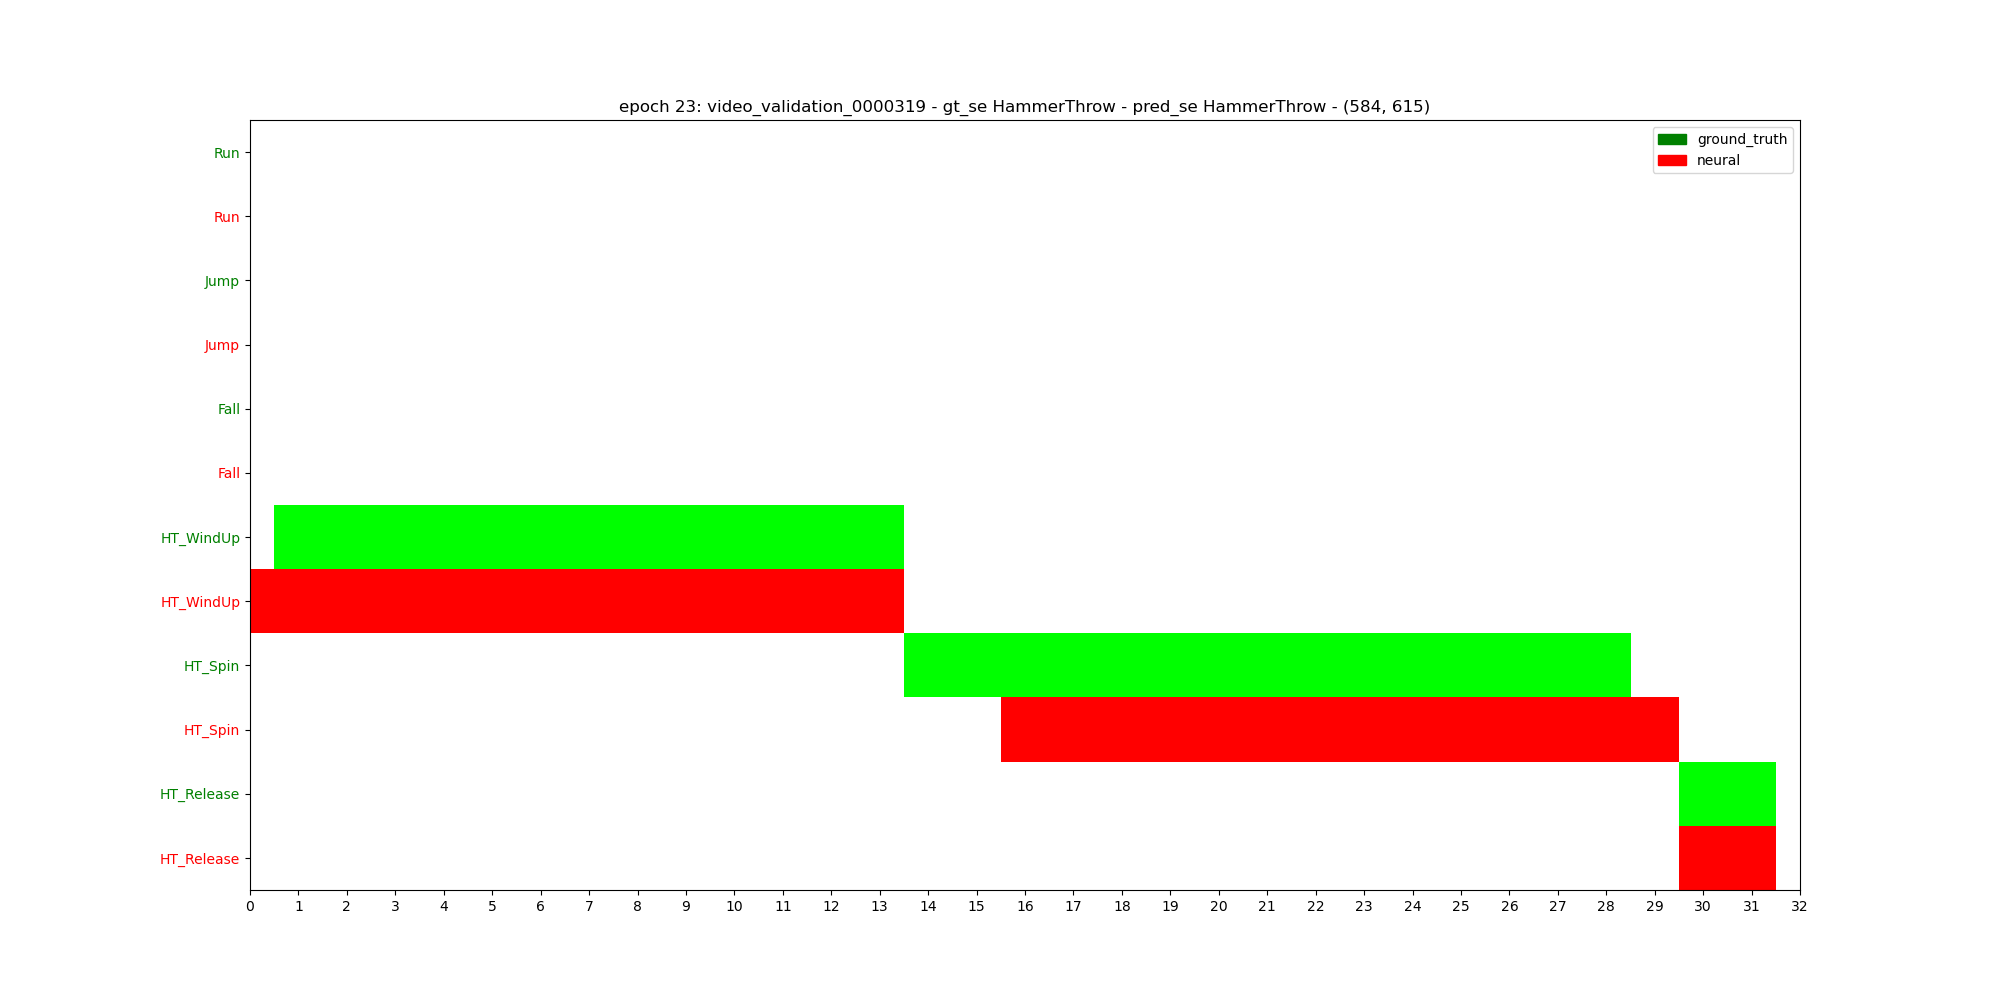 epoch 23: video_validation_0000319 - gt_se HammerThrow - pred_se HammerThrow - (584, 615)
ground_truth
neural
Run
Run
Jump
Jump
Fall
Fall
HT_WindUp
HT_WindUp
HT_Spin
HT_Spin
HT_Release
HT_Release
0 1 2 3 4 5 6 7 8 9 10 11 12 13 14 15 16 17 18 19 20 21 22 23 24 25 26 27 28 29 30 31 32